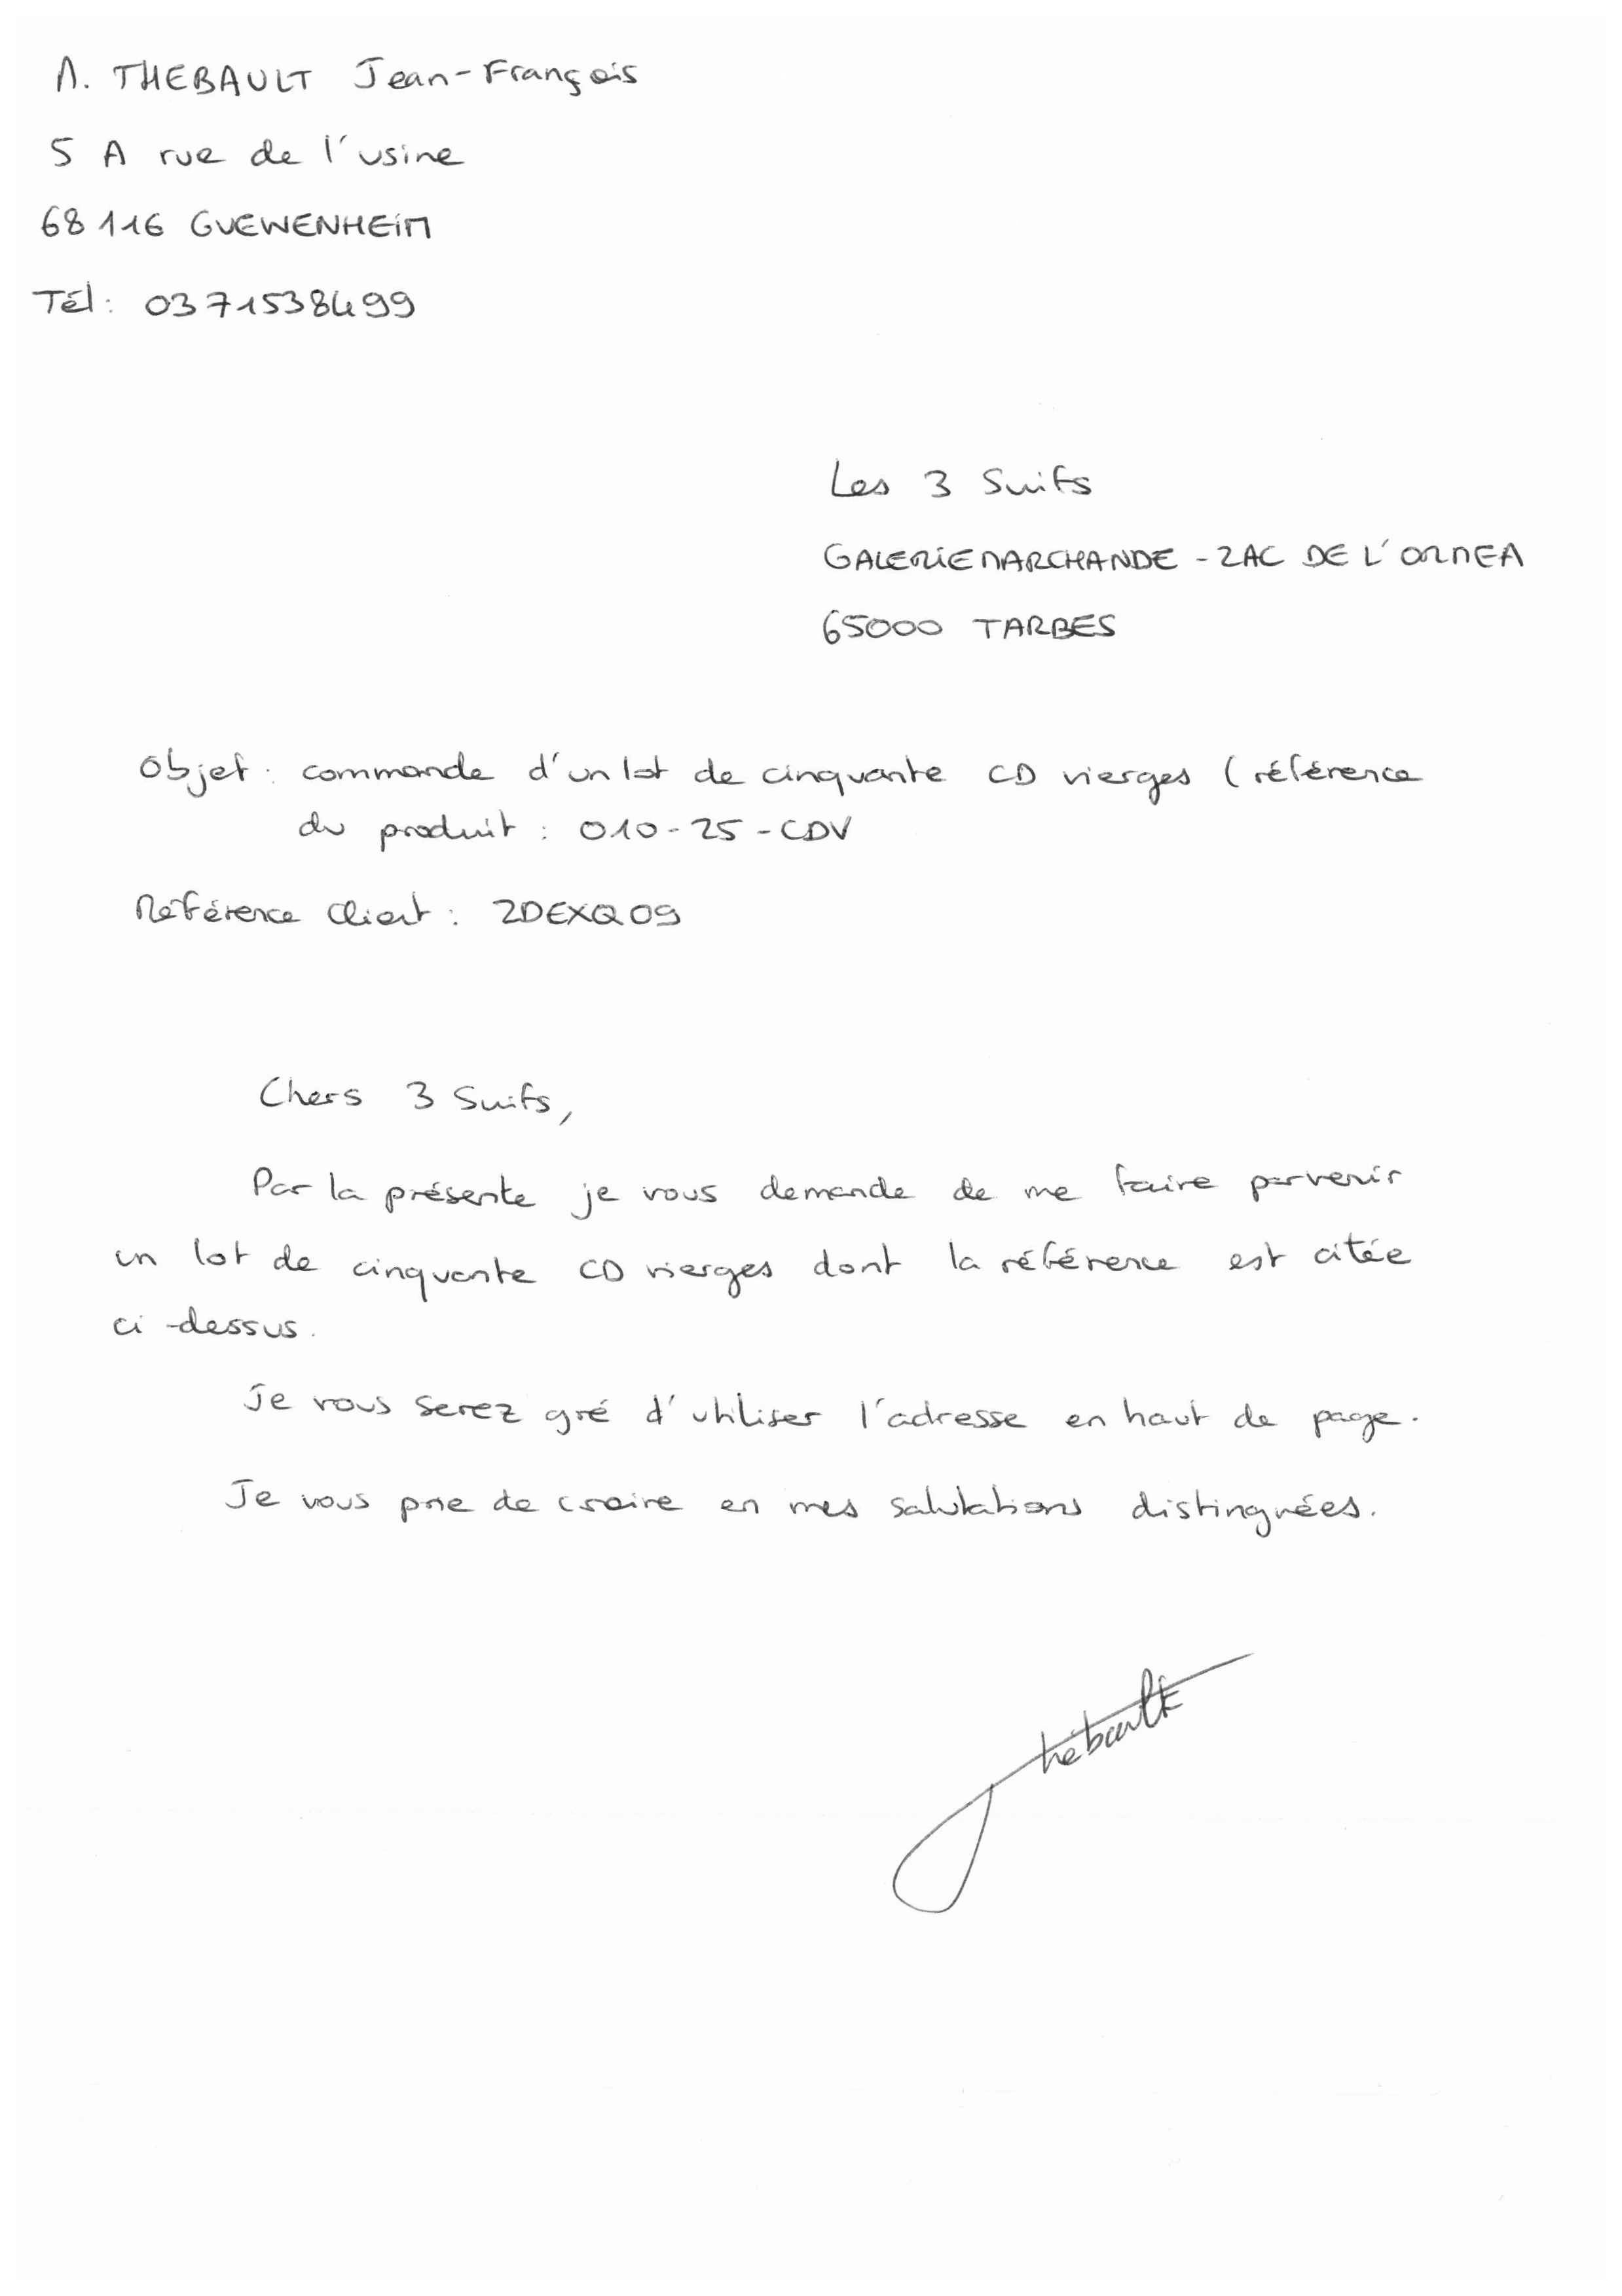 M. THEBAULT Jean-François
5 A rue de l'usine
68116 GUEWENHEIM
Tél: 0371538499
Les 3 Suifs
GALERIE MARCHANDE - ZAC DE L'ORMEA
65000 TARBES
Objet: commande d'un lot de cinquante CD vierges (référence
du produit : 010-25-CDV
Référence Client : 2DEXQ09
Chers 3 Suifs,
Par la présente je vous demande de me faire parvenir
un lot de cinquante CD vierges dont la référence est citée
ci-dessus.
Je vous serez gré d'utiliser l'adresse en haut de page.
Je vous prie de croire en mes salutations distinguées.
thebault